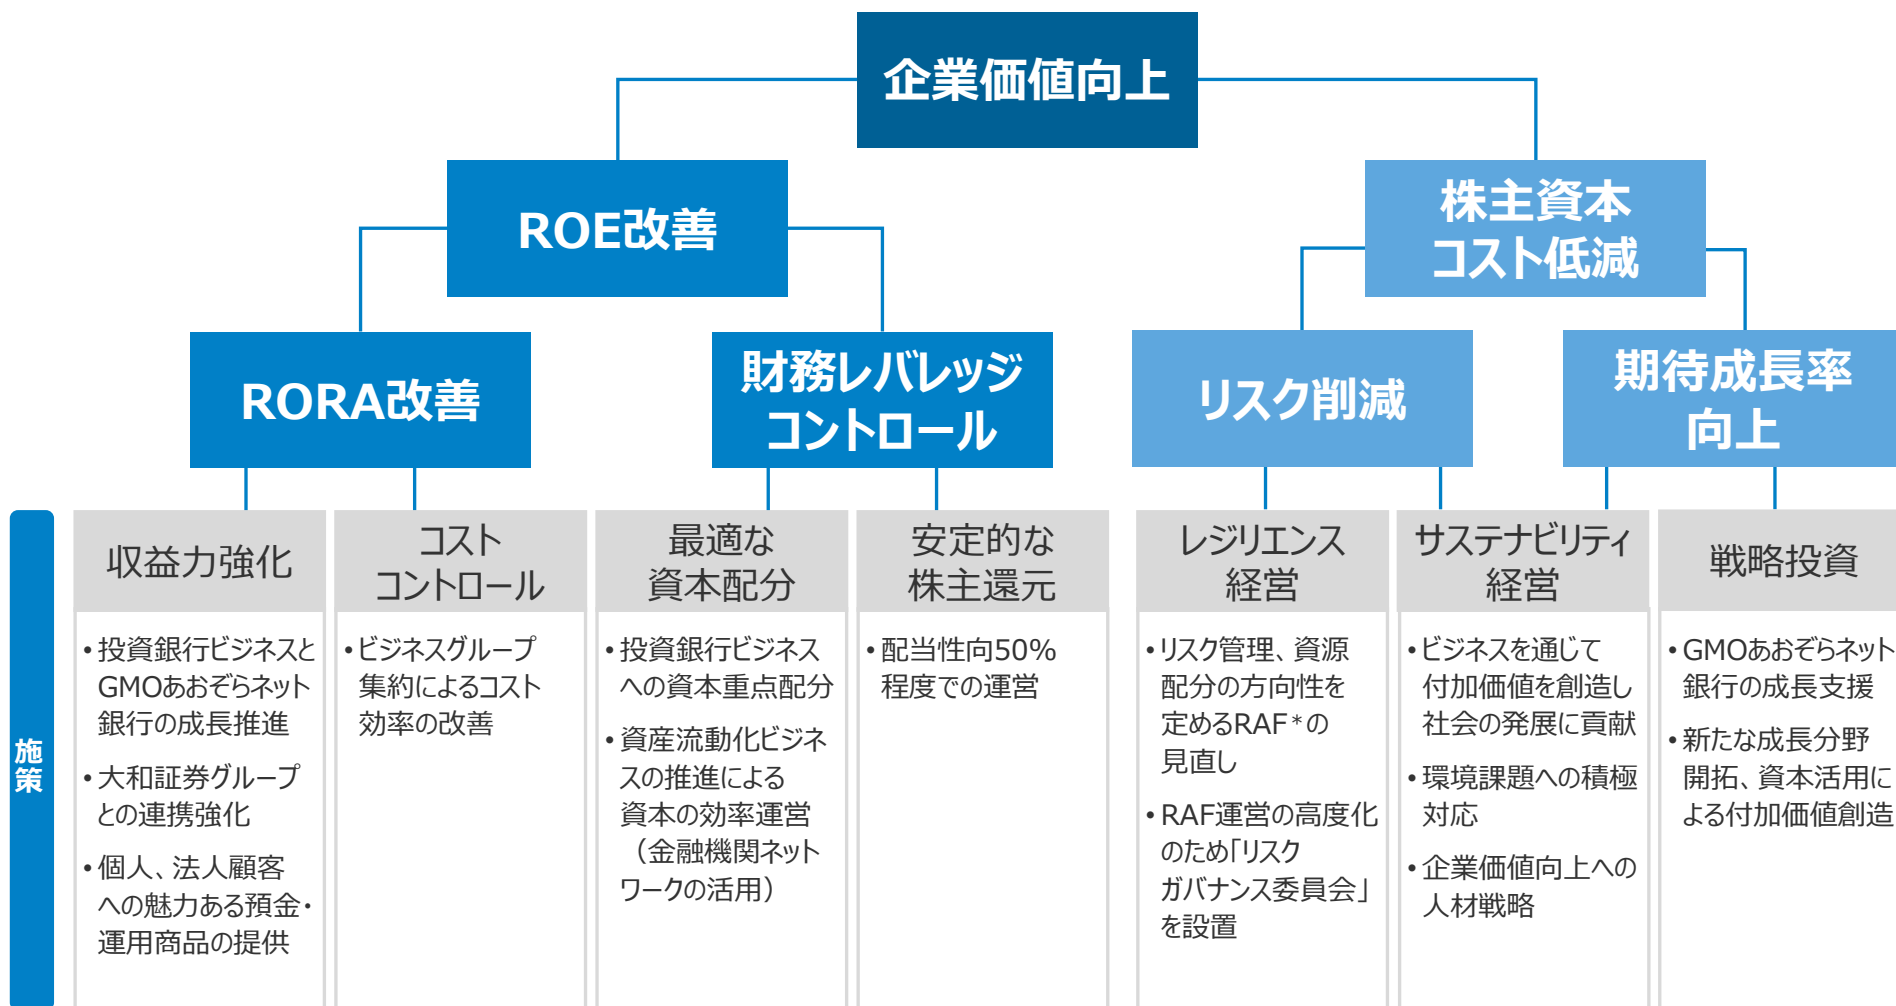 企業価値向上
ROE改善
株主資本
コスト低減
RORA改善
財務レバレッジ
コントロール
リスク削減
期待成長率
向上
施策
収益力強化
・投資銀行ビジネスと
GMOあおぞらネット
銀行の成長推進
・大和証券グループ
との連携強化
・個人、法人顧客
への魅力ある預金・
運用商品の提供
コスト
コントロール
・ビジネスグループ
集約によるコスト
効率の改善
最適な
資本配分
・投資銀行ビジネス
への資本重点配分
・資産流動化ビジネ
スの推進による
資本の効率運営
（金融機関ネット
ワークの活用）
安定的な
株主還元
・配当性向50%
程度での運営
レジリエンス
経営
・リスク管理、資源
配分の方向性を
定めるRAF*の
見直し
・RAF運営の高度化
のため「リスク
ガバナンス委員会」
を設置
サステナビリティ
経営
・ビジネスを通じて
付加価値を創造し
社会の発展に貢献
・環境課題への積極
対応
・企業価値向上への
人材戦略
戦略投資
・GMOあおぞらネット
銀行の成長支援
・新たな成長分野
開拓、資本活用に
よる付加価値創造